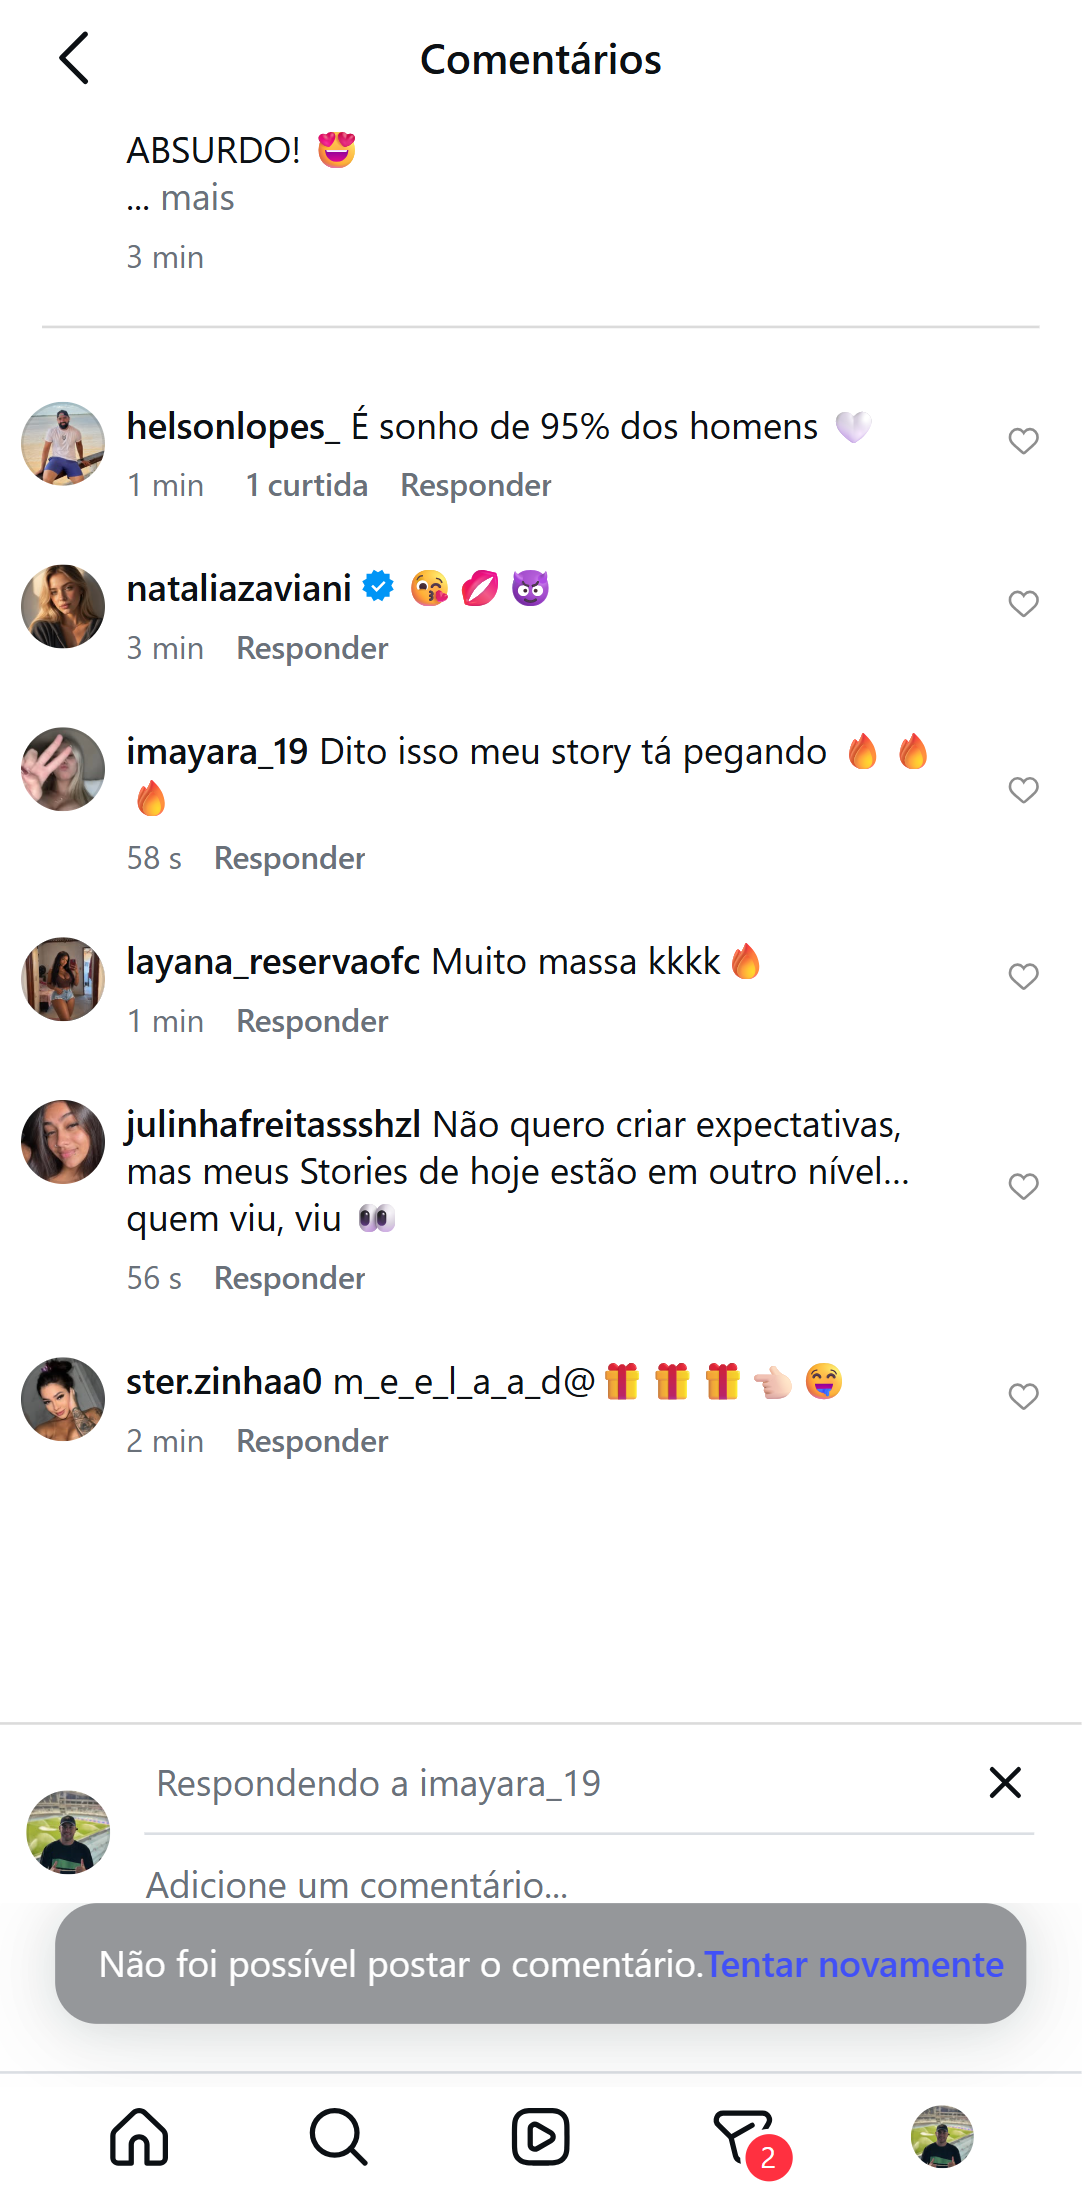 Comentários
ABSURDO! 😍
... mais
3 min
helsonlopes_ É sonho de 95% dos homens 🤍
1 min 1 curtida Responder
nataliazaviani 😘 💋 😈
3 min Responder
imayara_19 Dito isso meu story tá pegando 🔥 🔥
🔥
58 s Responder
layana_reservaofc Muito massa kkkk🔥
1 min Responder
julinhafreitassshzl Não quero criar expectativas,
mas meus Stories de hoje estão em outro nível...
quem viu, viu 👀
56 s Responder
ster.zinhaa0 m_e_e_l_a_a_d@🎁 🎁 🎁 👈🏻 😝
2 min Responder
Respondendo a imayara_19
Adicione um comentário...
Não foi possível postar o comentário.Tentar novamente
2